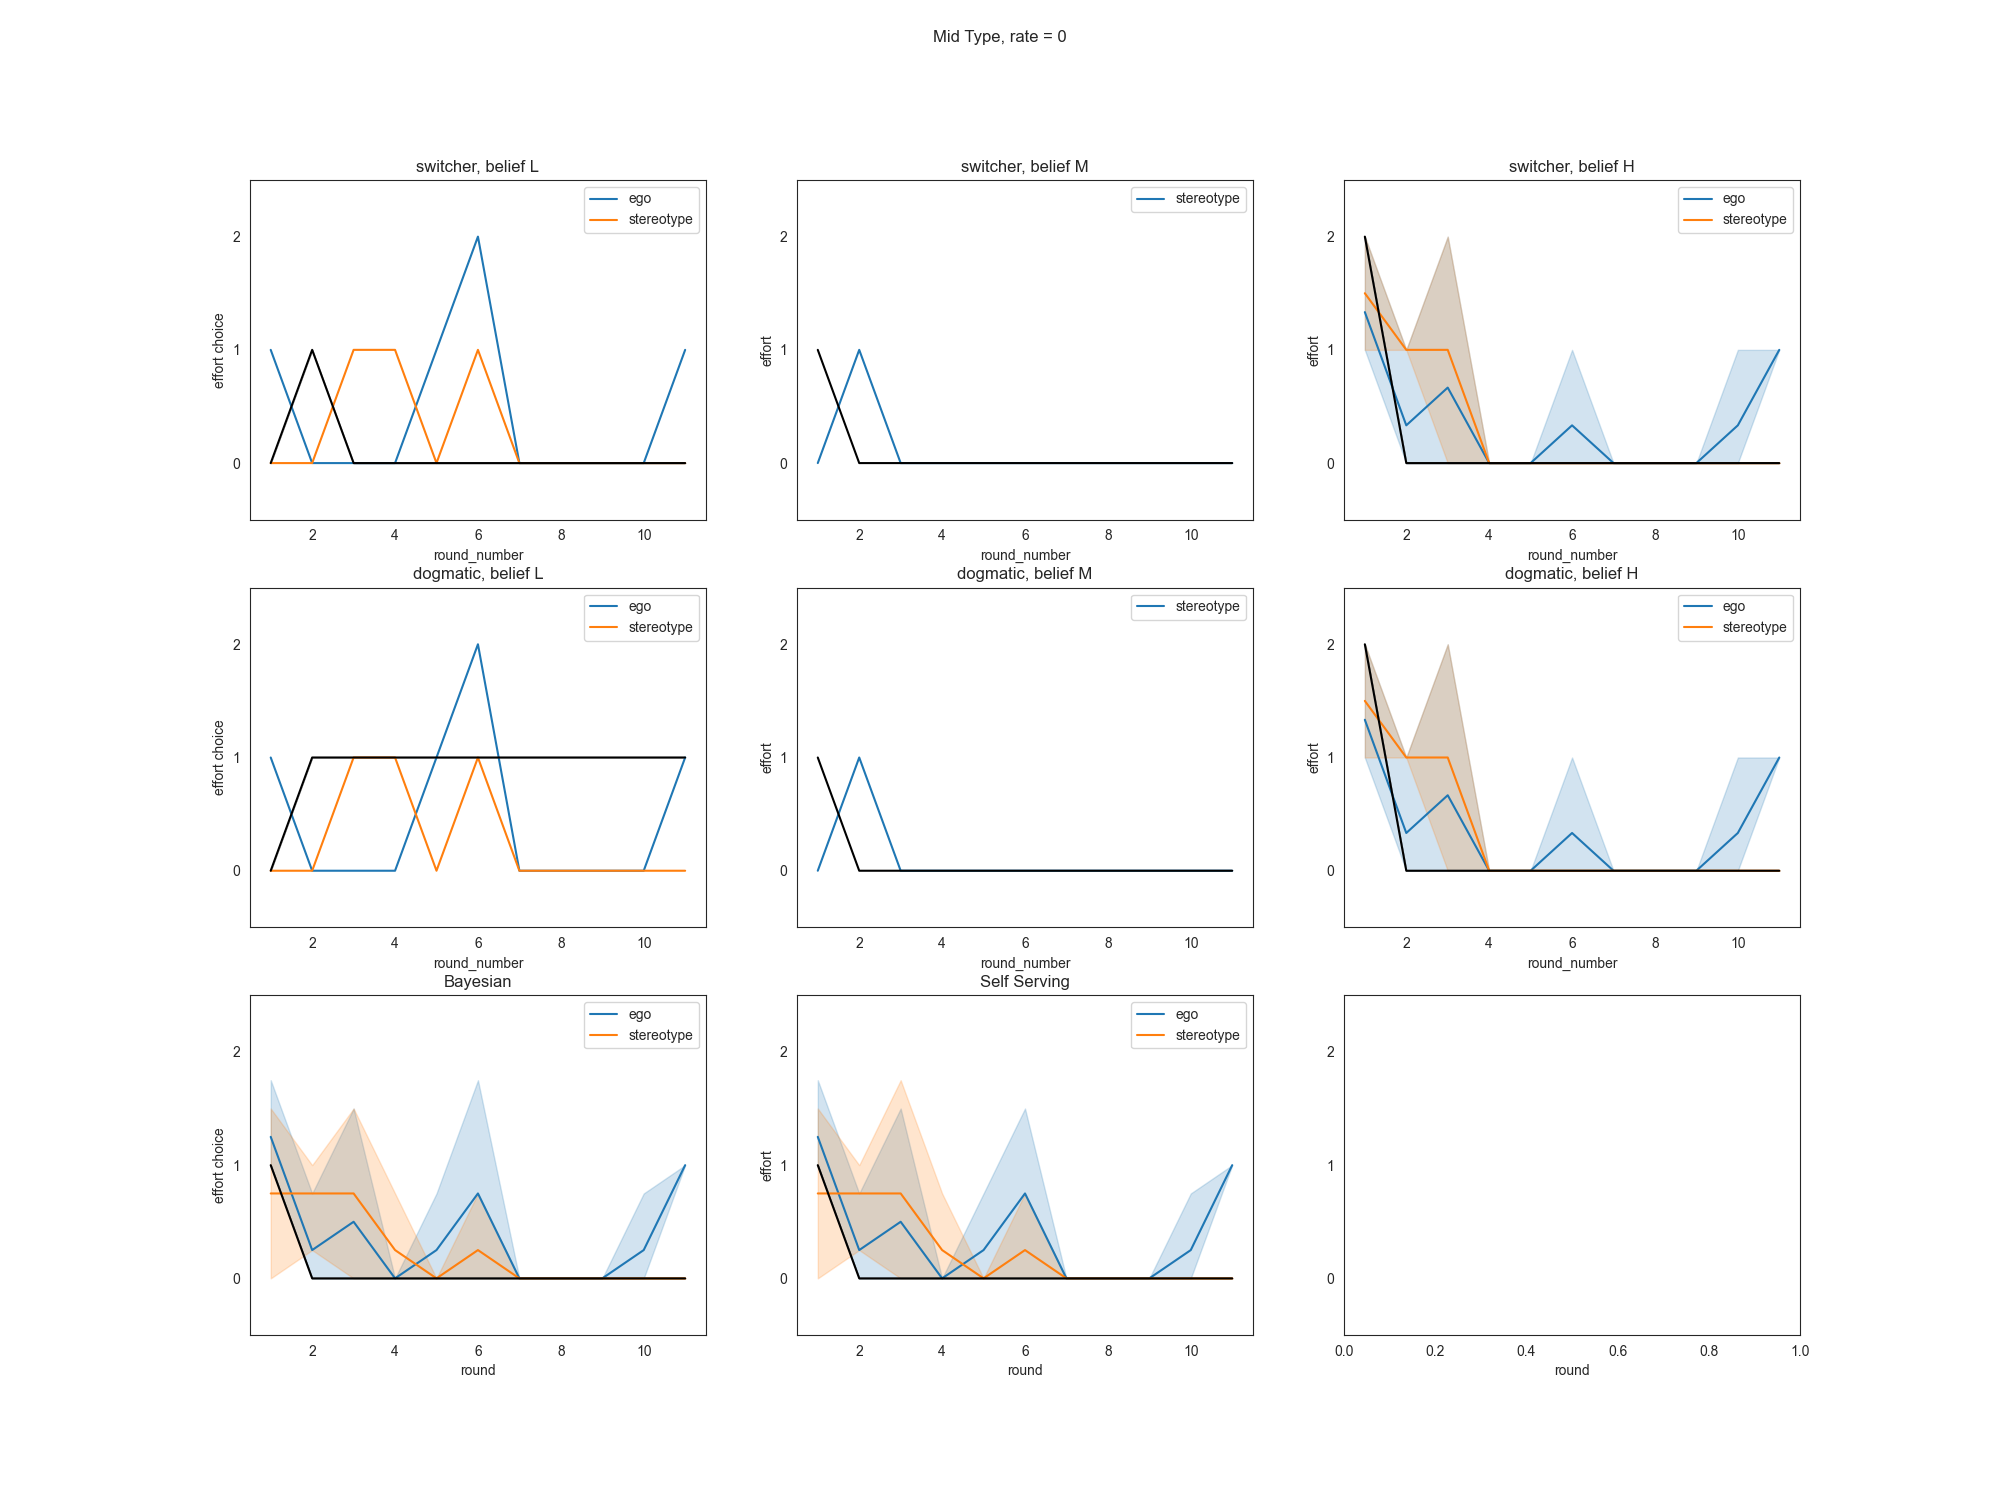 Mid Type, rate = 0
switcher, belief L
ego
stereotype
2
1
0
effort choice
2 4 6 8 10
round_number
switcher, belief M
stereotype
2
1
0
effort
2 4 6 8 10
round_number
switcher, belief H
ego
stereotype
2
1
0
effort
2 4 6 8 10
round_number
dogmatic, belief L
ego
stereotype
2
1
0
effort choice
2 4 6 8 10
round_number
dogmatic, belief M
stereotype
2
1
0
effort
2 4 6 8 10
round_number
dogmatic, belief H
ego
stereotype
2
1
0
effort
2 4 6 8 10
round_number
Bayesian
ego
stereotype
2
1
0
effort choice
2 4 6 8 10
round
Self Serving
ego
stereotype
2
1
0
effort
2 4 6 8 10
round
2
1
0
0.0 0.2 0.4 0.6 0.8 1.0
round